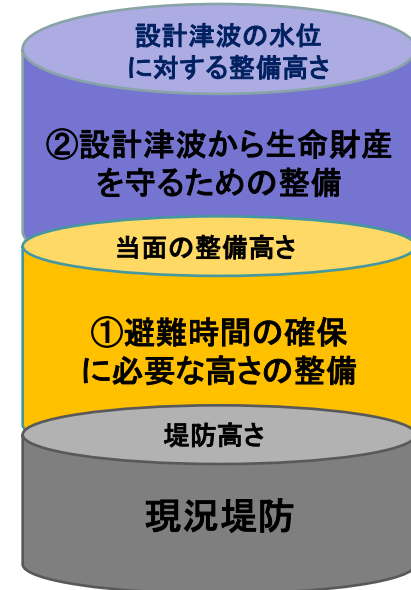 設計津波の水位
に対する整備高さ
②設計津波から生命財産
を守るための整備
当面の整備高さ
①避難時間の確保
に必要な高さの整備
堤防高さ
現況堤防